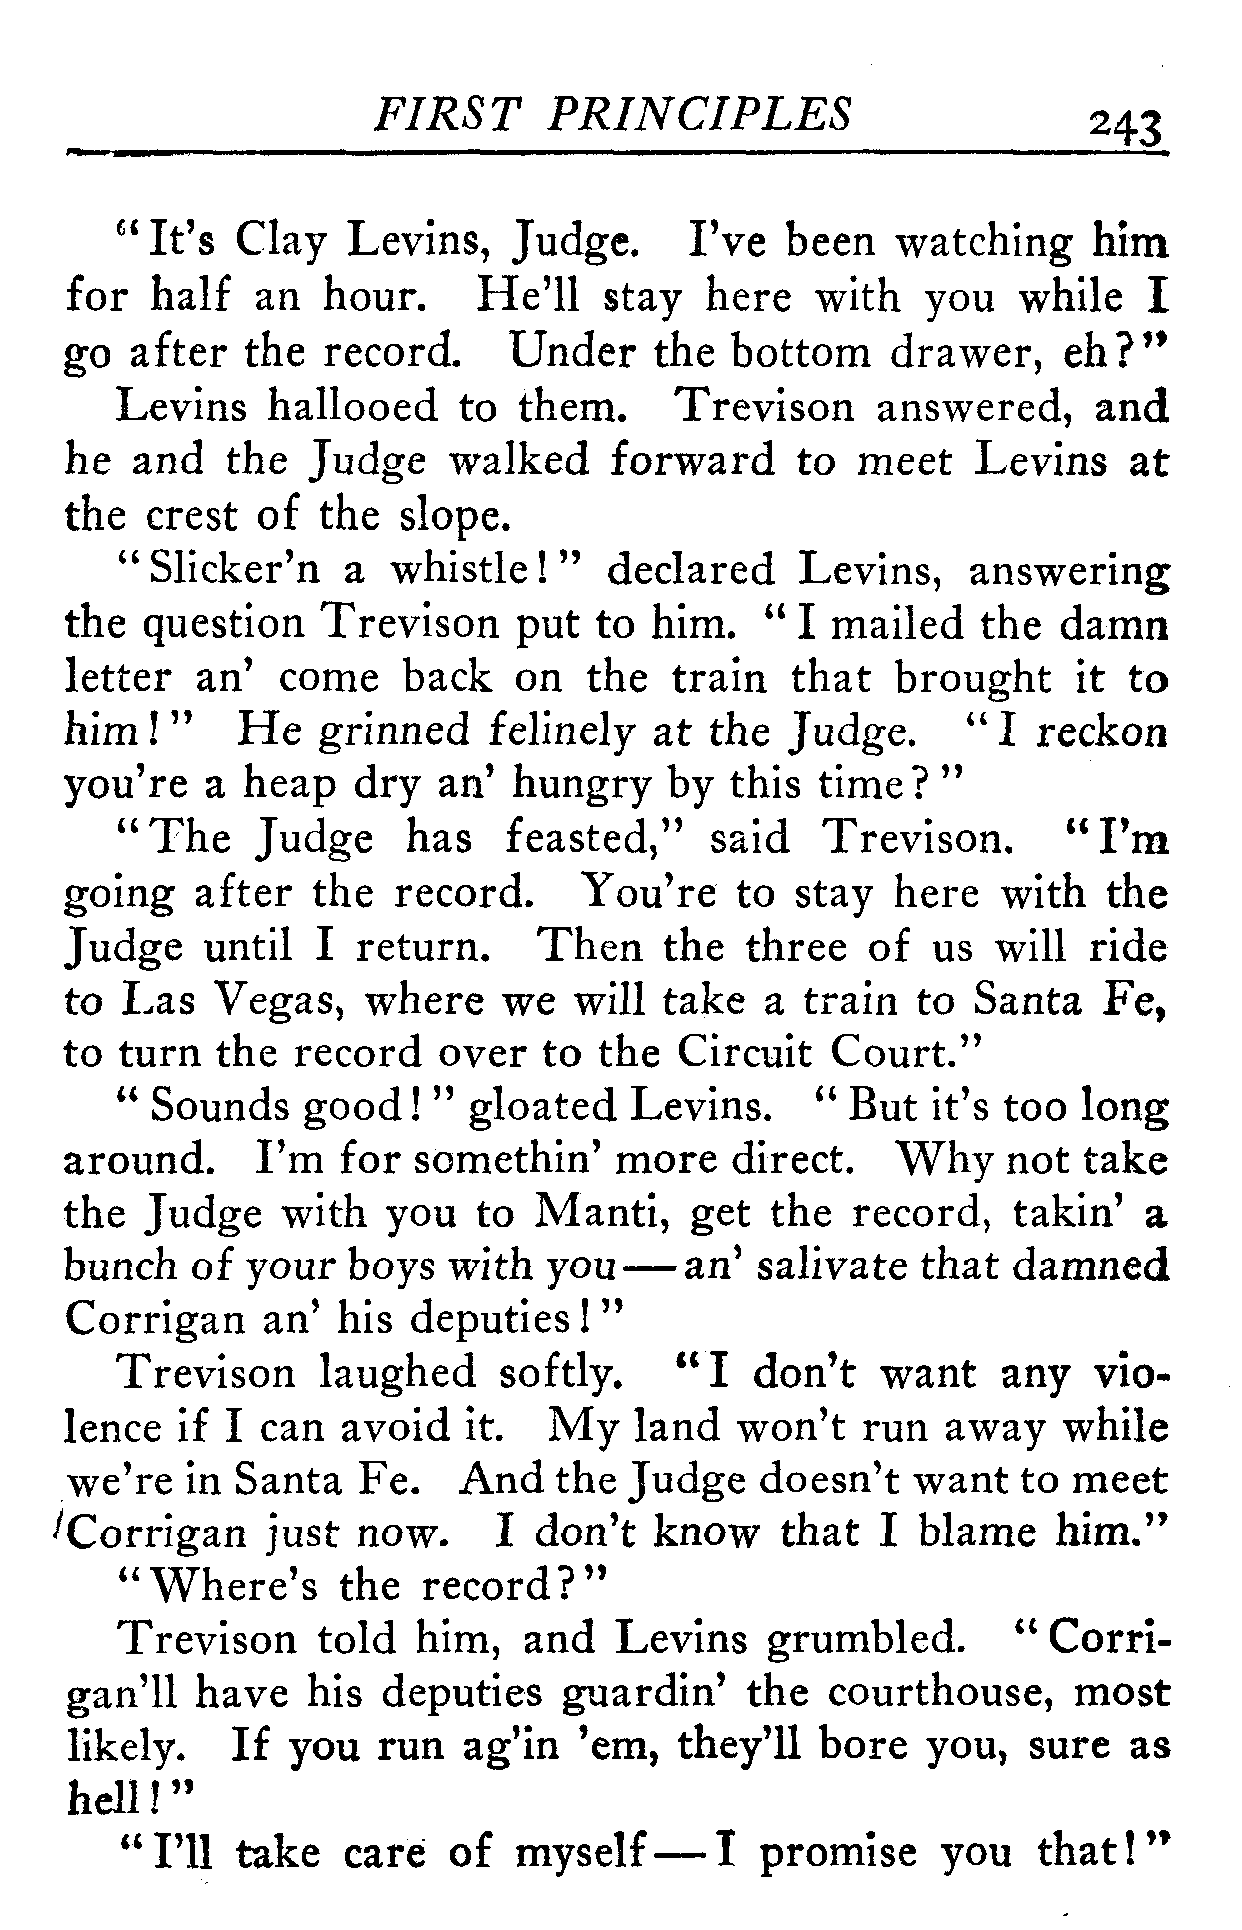 FIRST PRINCIPLES 243
"It's Clay Levins, Judge. I've been watching him
for half an hour. He'll stay here with you while I
go after the record. Under the bottom drawer, eh?"
Levins hallooed to them. Trevison answered, and
he and the Judge walked forward to meet Levins at
the crest of the slope.
"Slicker'n a whistle!" declared Levins, answering
the question Trevison put to him. "I mailed the damn
letter an' come back on the train that brought it to
him!" He grinned felinely at the Judge. "I reckon
you're a heap dry an' hungry by this time?"
"The Judge has feasted," said Trevison. "I'm
going after the record. You're to stay here with the
Judge until I return. Then the three of us will ride
to Las Vegas, where we will take a train to Santa Fe,
to turn the record over to the Circuit Court."
"Sounds good!" gloated Levins. "But it's too long
around. I'm for somethin' more direct. Why not take
the Judge with you to Manti, get the record, takin' a
bunch of your boys with you—an' salivate that damned
Corrigan an' his deputies!"
Trevison laughed softly. "I don't want any vio-
lence if I can avoid it. My land won't run away while
we're in Santa Fe. And the Judge doesn't want to meet
Corrigan just now. I don't know that I blame him."
"Where's the record?"
Trevison told him, and Levins grumbled. "Corri-
gan'll have his deputies guardin' the courthouse, most
likely. If you run ag'in 'em, they'll bore you, sure as
hell!"
"I'll take care of myself—I promise you that!"